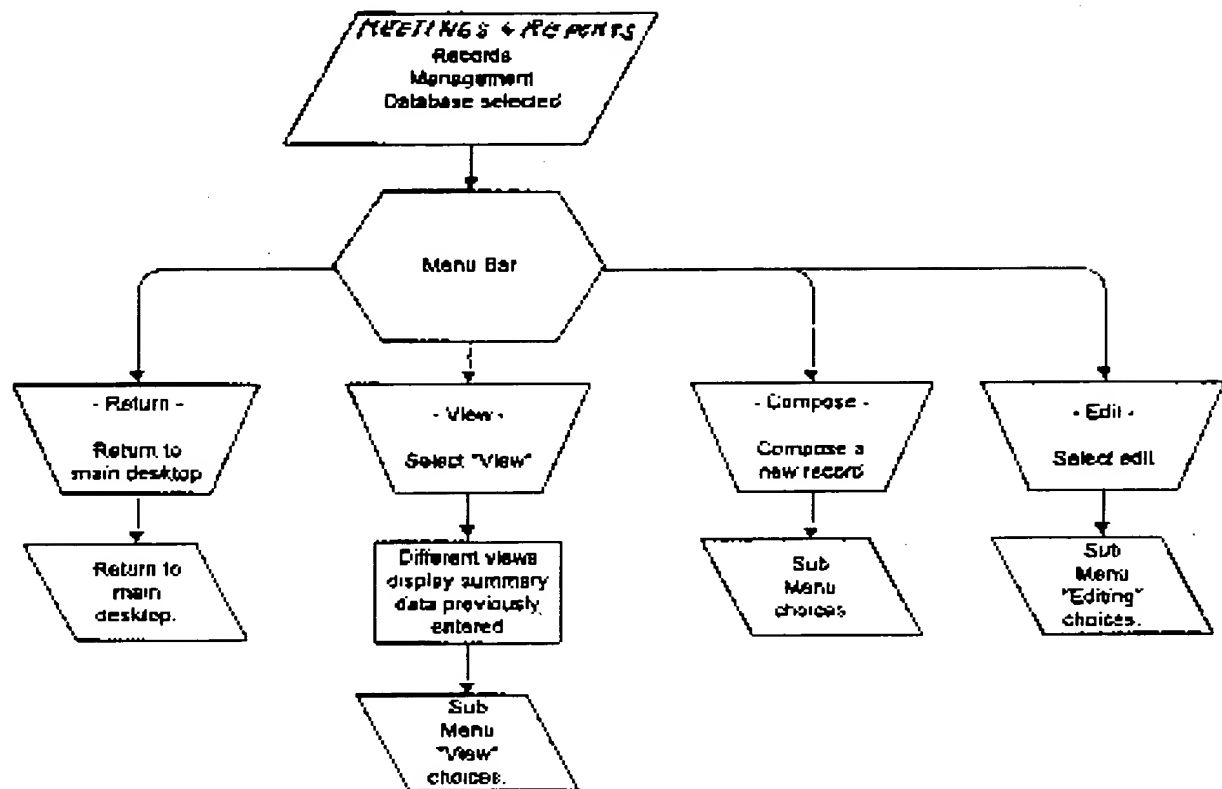 MEETINGS & REPORTS
Records
Management
Database selected
Menu Bar
- Return -
Return to
main desktop
- View -
Select "View"
- Compose -
Compose a
new record
- Edit -
Select edit
Return to
main
desktop.
Different views
display summary
data previously
entered
Sub
Menu
choices
Sub
Menu
"Editing"
choices.
Sub
Menu
"View"
choices.